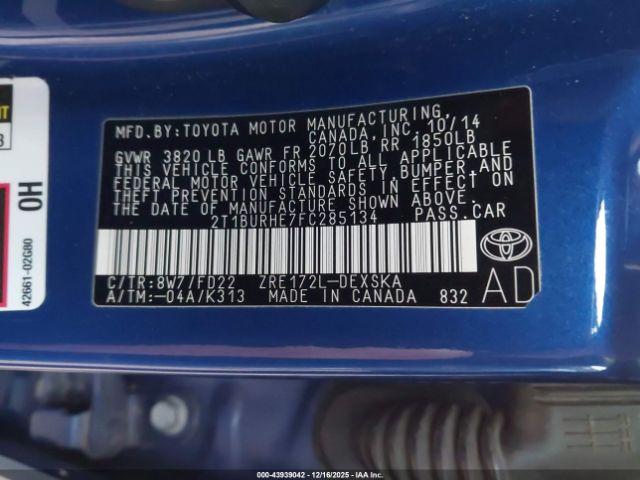 MFD.BY:TOYOTA MOTOR MANUFACTURING
CANADA,INC. 10/14
GVWR 3820 LB GAWR FR 2070LB, RR 1850LB
THIS VEHICLE CONFORMS TO ALL APPLICABLE
FEDERAL MOTOR VEHICLE SAFETY,BUMPER,AND
THEFT PREVENTION STANDARDS IN EFFECT ON
THE DATE OF MANUFACTURE SHOWN ABOVE.
2T1BURHE7FC285134 PASS.CAR
C/TR:8W7/FD22 ZRE172L-DEXSKA
A/TM:-04A/K313 MADE IN CANADA 832
AD
OH
42661-02G80
000-43939042 / 12/16/2025 - IAA Inc.